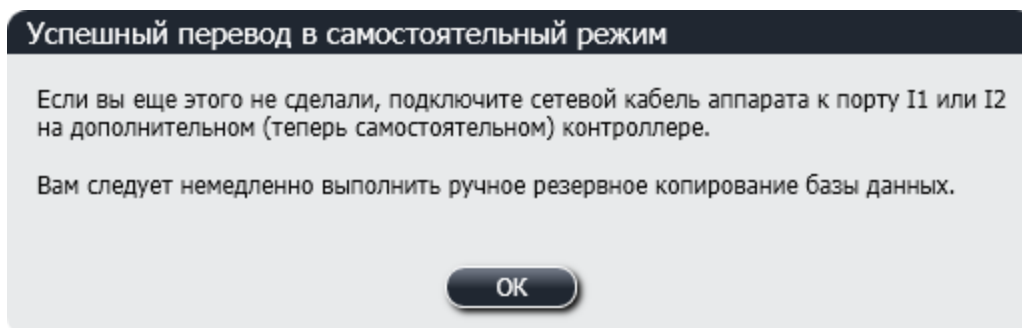 Успешный перевод в самостоятельный режим
Если вы еще этого не сделали, подключите сетевой кабель аппарата к порту I1 или I2
на дополнительном (теперь самостоятельном) контроллере.
Вам следует немедленно выполнить ручное резервное копирование базы данных.
ОК